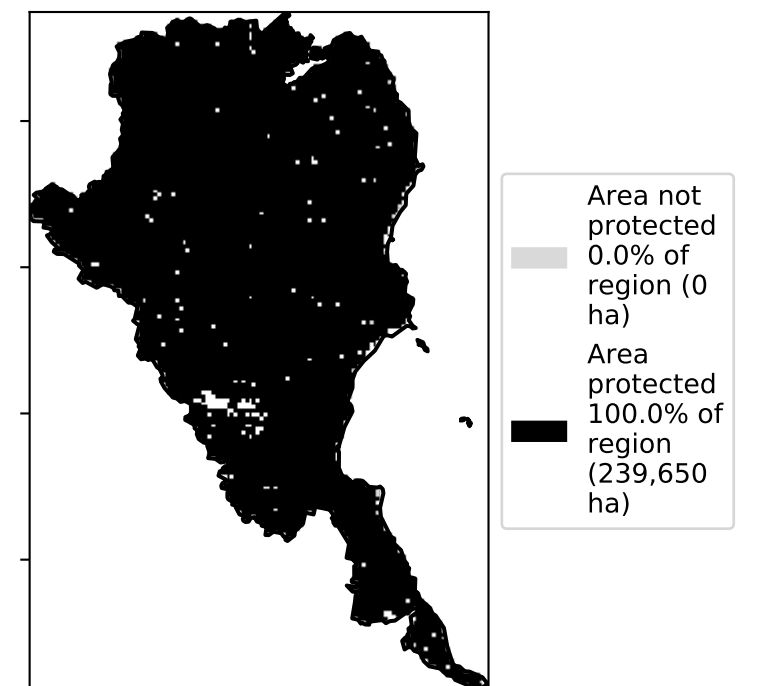 Area not
protected
0.0% of
region (0
ha)
Area
protected
100.0% of
region
(239,650
ha)